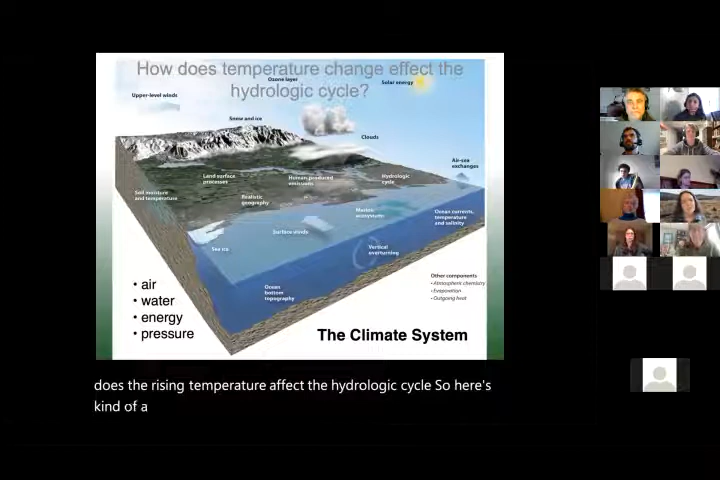 How does temperature change effect the
hydrologic cycle?
Ozone layer
Solar energy
Upper-level winds
Snow and ice
Clouds
Air-sea
exchanges
Land surface
processes
Human-produced
emissions
Hydrologic
cycle
Soil moisture
and temperature
Realistic
geography
Marine
ecosystems
Ocean currents,
temperature
and salinity
Surface winds
Sea ice
Vertical
overturning
Ocean
bottom
topography
Other components
• Atmospheric chemistry
• Evaporation
• Outgoing heat
• air
• water
• energy
• pressure
The Climate System
does the rising temperature affect the hydrologic cycle So here's
kind of a